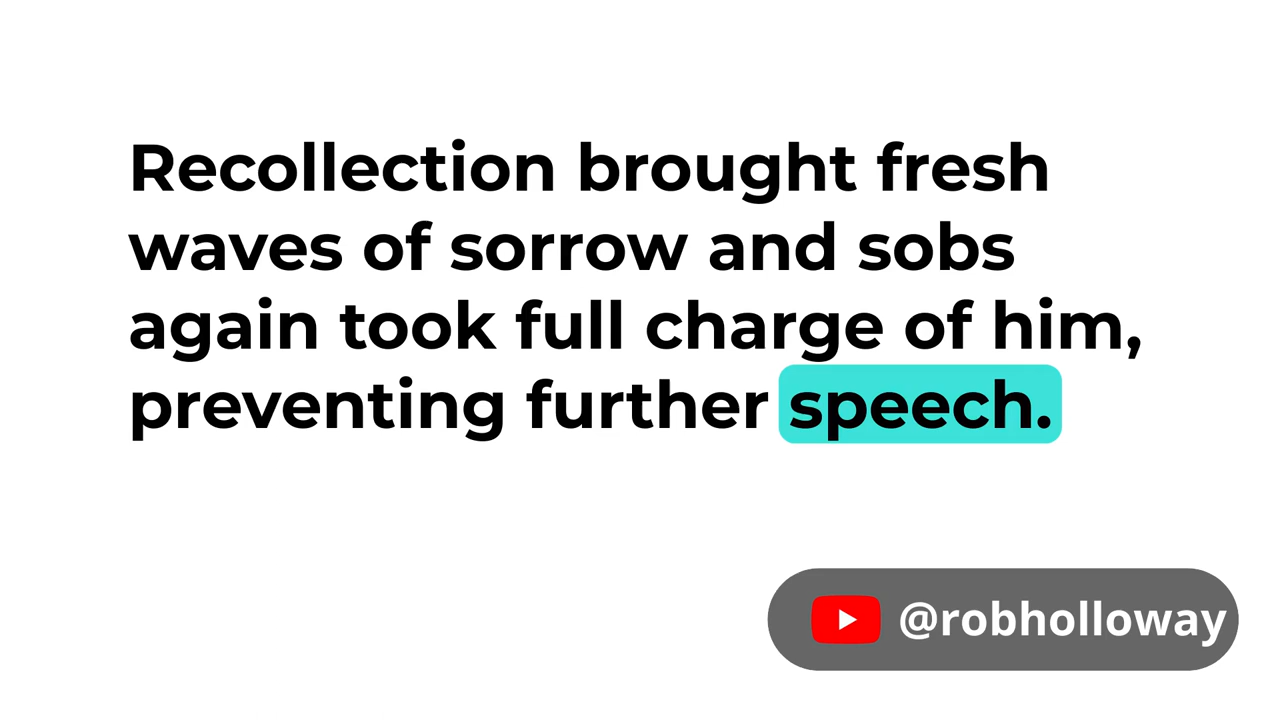 Recollection brought fresh
waves of sorrow and sobs
again took full charge of him,
preventing further speech.
@robholloway